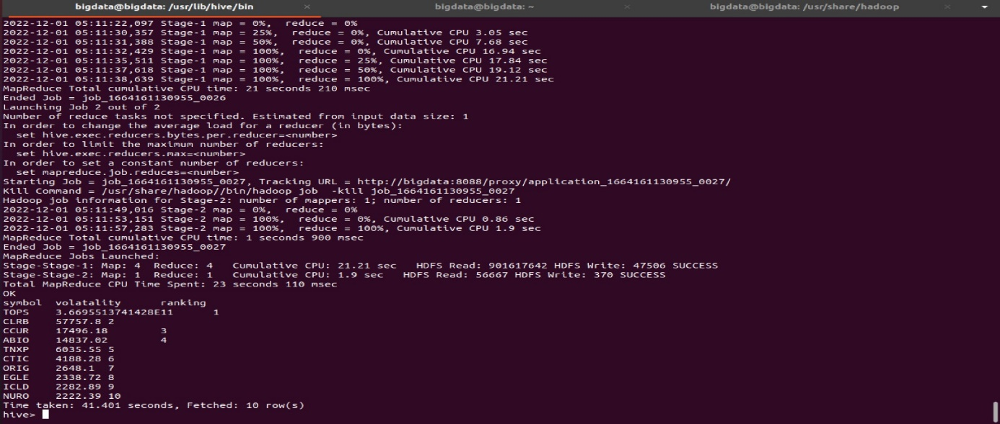 bigdata@bigdata: /usr/lib/hive/bin × bigdata@bigdata: ~ × bigdata@bigdata: /usr/share/hadoop ×
2022-12-01 05:11:22,097 Stage-1 map = 0%,  reduce = 0%
2022-12-01 05:11:30,357 Stage-1 map = 25%,  reduce = 0%, Cumulative CPU 3.05 sec
2022-12-01 05:11:31,388 Stage-1 map = 50%,  reduce = 0%, Cumulative CPU 7.68 sec
2022-12-01 05:11:32,429 Stage-1 map = 100%,  reduce = 0%, Cumulative CPU 16.94 sec
2022-12-01 05:11:35,511 Stage-1 map = 100%,  reduce = 25%, Cumulative CPU 17.84 sec
2022-12-01 05:11:37,618 Stage-1 map = 100%,  reduce = 50%, Cumulative CPU 19.12 sec
2022-12-01 05:11:38,639 Stage-1 map = 100%,  reduce = 100%, Cumulative CPU 21.21 sec
MapReduce Total cumulative CPU time: 21 seconds 210 msec
Ended Job = job_1664161130955_0026
Launching Job 2 out of 2
Number of reduce tasks not specified. Estimated from input data size: 1
In order to change the average load for a reducer (in bytes):
  set hive.exec.reducers.bytes.per.reducer=<number>
In order to limit the maximum number of reducers:
  set hive.exec.reducers.max=<number>
In order to set a constant number of reducers:
  set mapreduce.job.reduces=<number>
Starting Job = job_1664161130955_0027, Tracking URL = http://bigdata:8088/proxy/application_1664161130955_0027/
Kill Command = /usr/share/hadoop//bin/hadoop job  -kill job_1664161130955_0027
Hadoop job information for Stage-2: number of mappers: 1; number of reducers: 1
2022-12-01 05:11:49,016 Stage-2 map = 0%,  reduce = 0%
2022-12-01 05:11:53,151 Stage-2 map = 100%,  reduce = 0%, Cumulative CPU 0.86 sec
2022-12-01 05:11:57,283 Stage-2 map = 100%,  reduce = 100%, Cumulative CPU 1.9 sec
MapReduce Total cumulative CPU time: 1 seconds 900 msec
Ended Job = job_1664161130955_0027
MapReduce Jobs Launched:
Stage-Stage-1: Map: 4  Reduce: 4   Cumulative CPU: 21.21 sec   HDFS Read: 901617642 HDFS Write: 47506 SUCCESS
Stage-Stage-2: Map: 1  Reduce: 1   Cumulative CPU: 1.9 sec   HDFS Read: 56667 HDFS Write: 370 SUCCESS
Total MapReduce CPU Time Spent: 23 seconds 110 msec
OK
symbol  volatality      ranking
TOPS    3.6695513741428E11      1
CLRB    57757.8 2
CCUR    17496.18        3
ABIO    14837.02        4
TNXP    6035.55 5
CTIC    4188.28 6
ORIG    2648.1  7
EGLE    2338.72 8
ICLD    2282.89 9
NURO    2222.39 10
Time taken: 41.401 seconds, Fetched: 10 row(s)
hive>